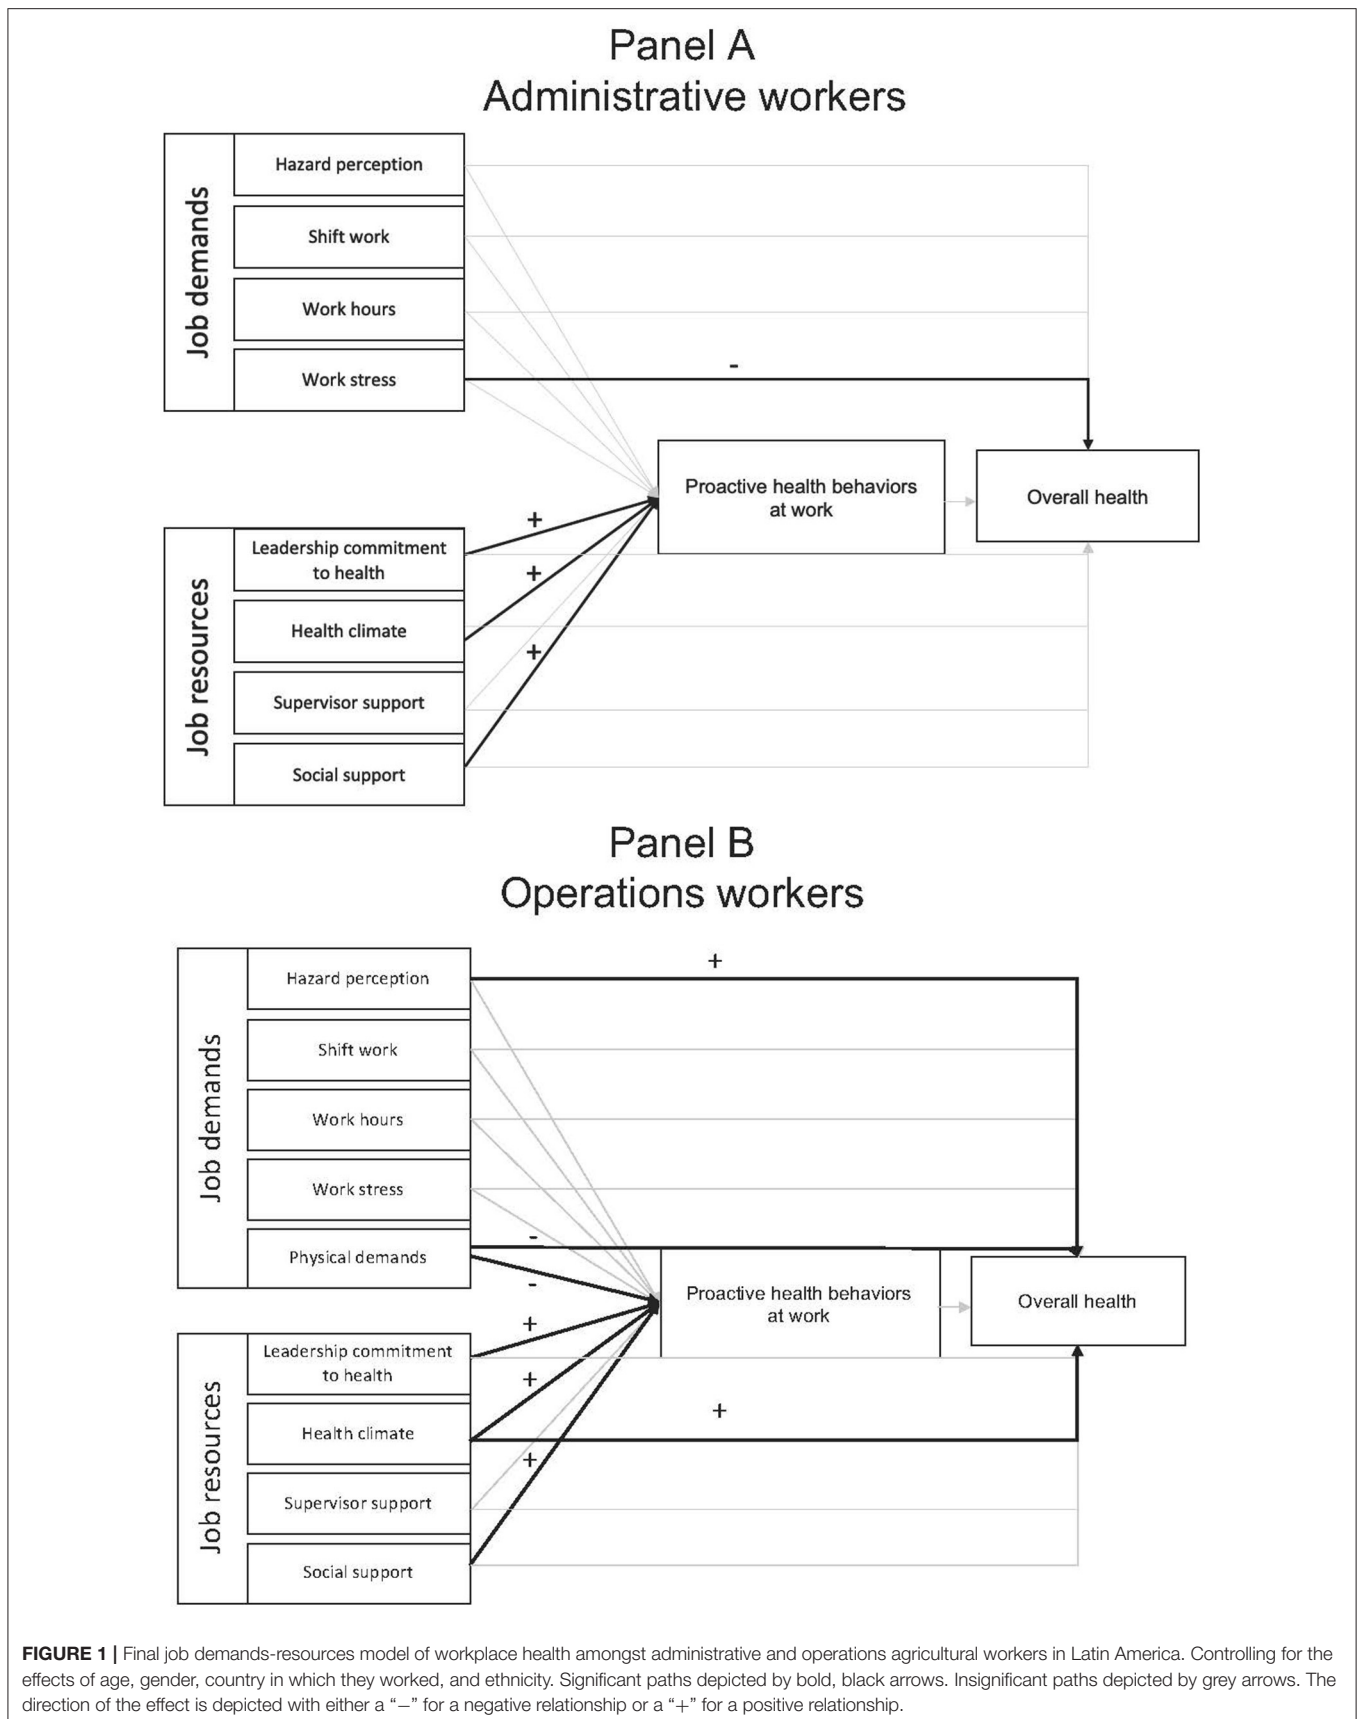 Panel A
Administrative workers
Job demands
Hazard perception
Shift work
Work hours
Work stress
-
Proactive health behaviors
at work
Overall health
Job resources
Leadership commitment
to health
Health climate
Supervisor support
Social support
+
+
+
Panel B
Operations workers
Job demands
Hazard perception
Shift work
Work hours
Work stress
Physical demands
+
-
-
Proactive health behaviors
at work
Overall health
Job resources
Leadership commitment
to health
Health climate
Supervisor support
Social support
+
+
+
+
FIGURE 1 | Final job demands-resources model of workplace health amongst administrative and operations agricultural workers in Latin America. Controlling for the
effects of age, gender, country in which they worked, and ethnicity. Significant paths depicted by bold, black arrows. Insignificant paths depicted by grey arrows. The
direction of the effect is depicted with either a “−” for a negative relationship or a “+” for a positive relationship.